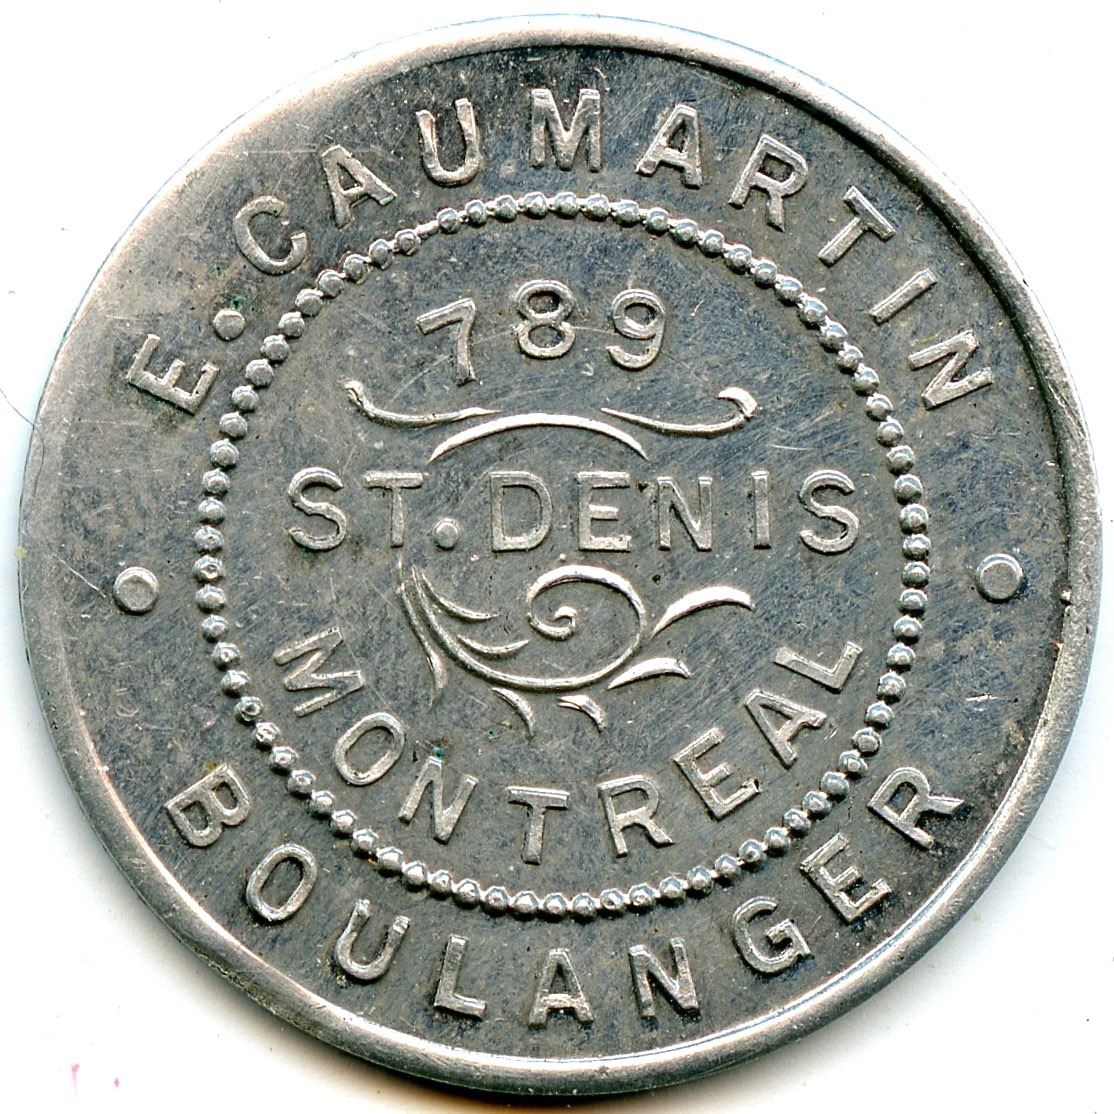 E. CAUMARTIN
789
ST. DENIS
MONTREAL
BOULANGER